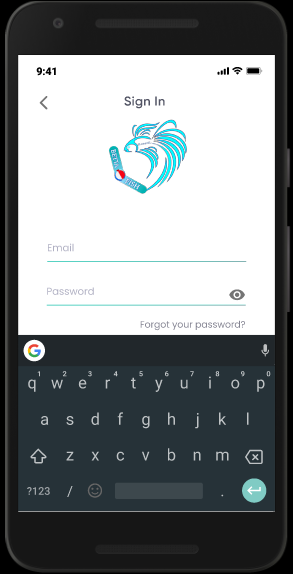 9:41
Sign In
Email
Password
Forgot your password?
1 2 3 4 5 6 7 8 9 0
q w e r t y u i o p
a s d f g h j k l
z x c v b n m
?123 / .